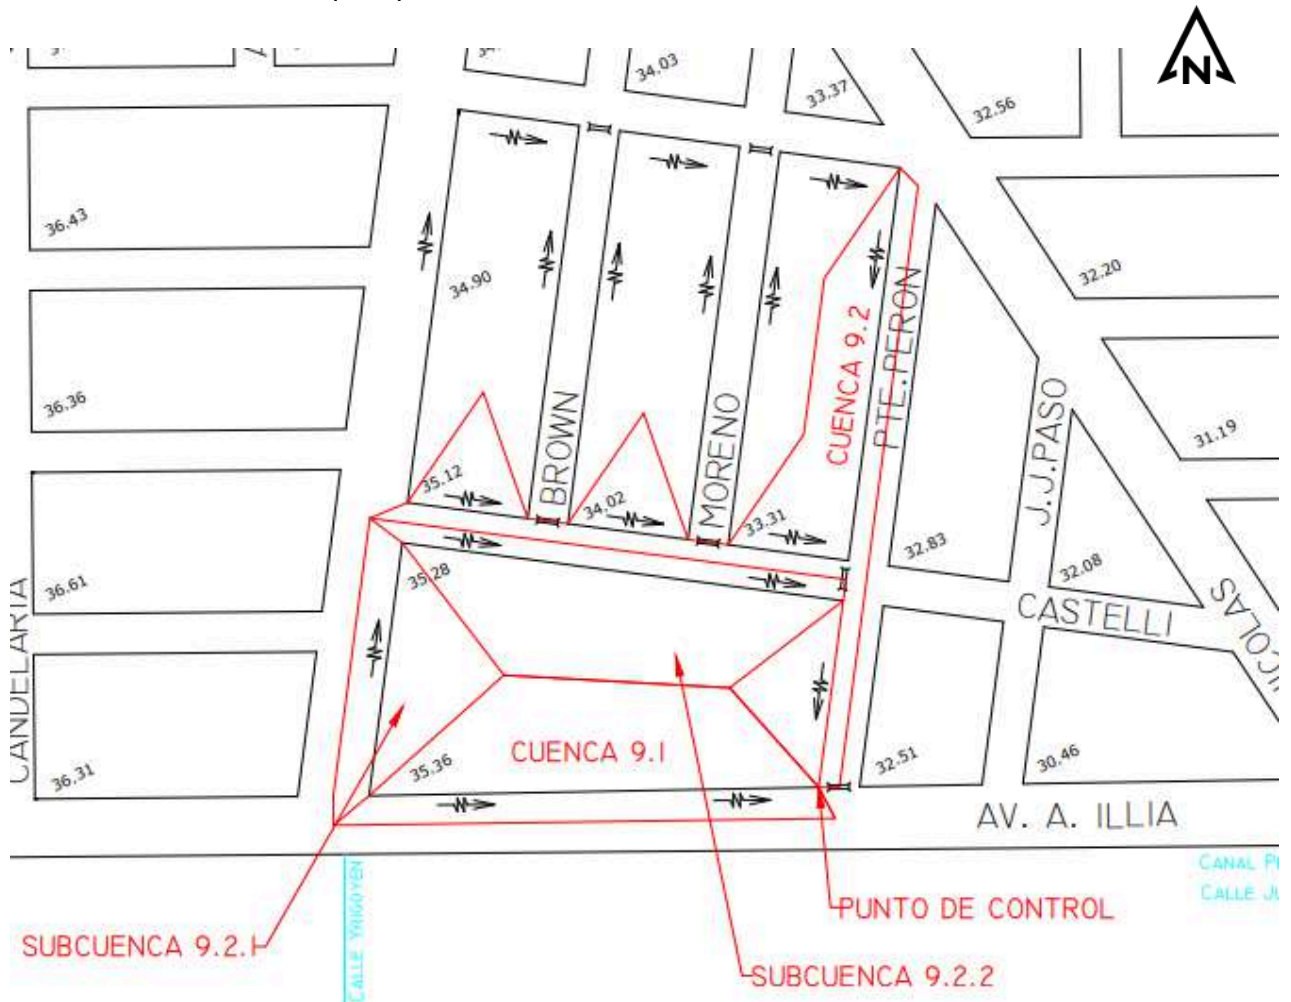 N
34.03
33.37
32.56
36.43
34.90
32.20
36.36
CUENCA 9.2
PTE.PERON
BROWN
MORENO
J.J.PASO
31.19
35.12
34.02
33.31
32.83
32.08
36.61
35.28
CASTELLI
CANDELARIA
36.31
35.36
CUENCA 9.1
32.51
30.46
AV. A. ILLIA
CANAL
CALLE
CALLE YRIGOYEN
PUNTO DE CONTROL
SUBCUENCA 9.2.1
SUBCUENCA 9.2.2